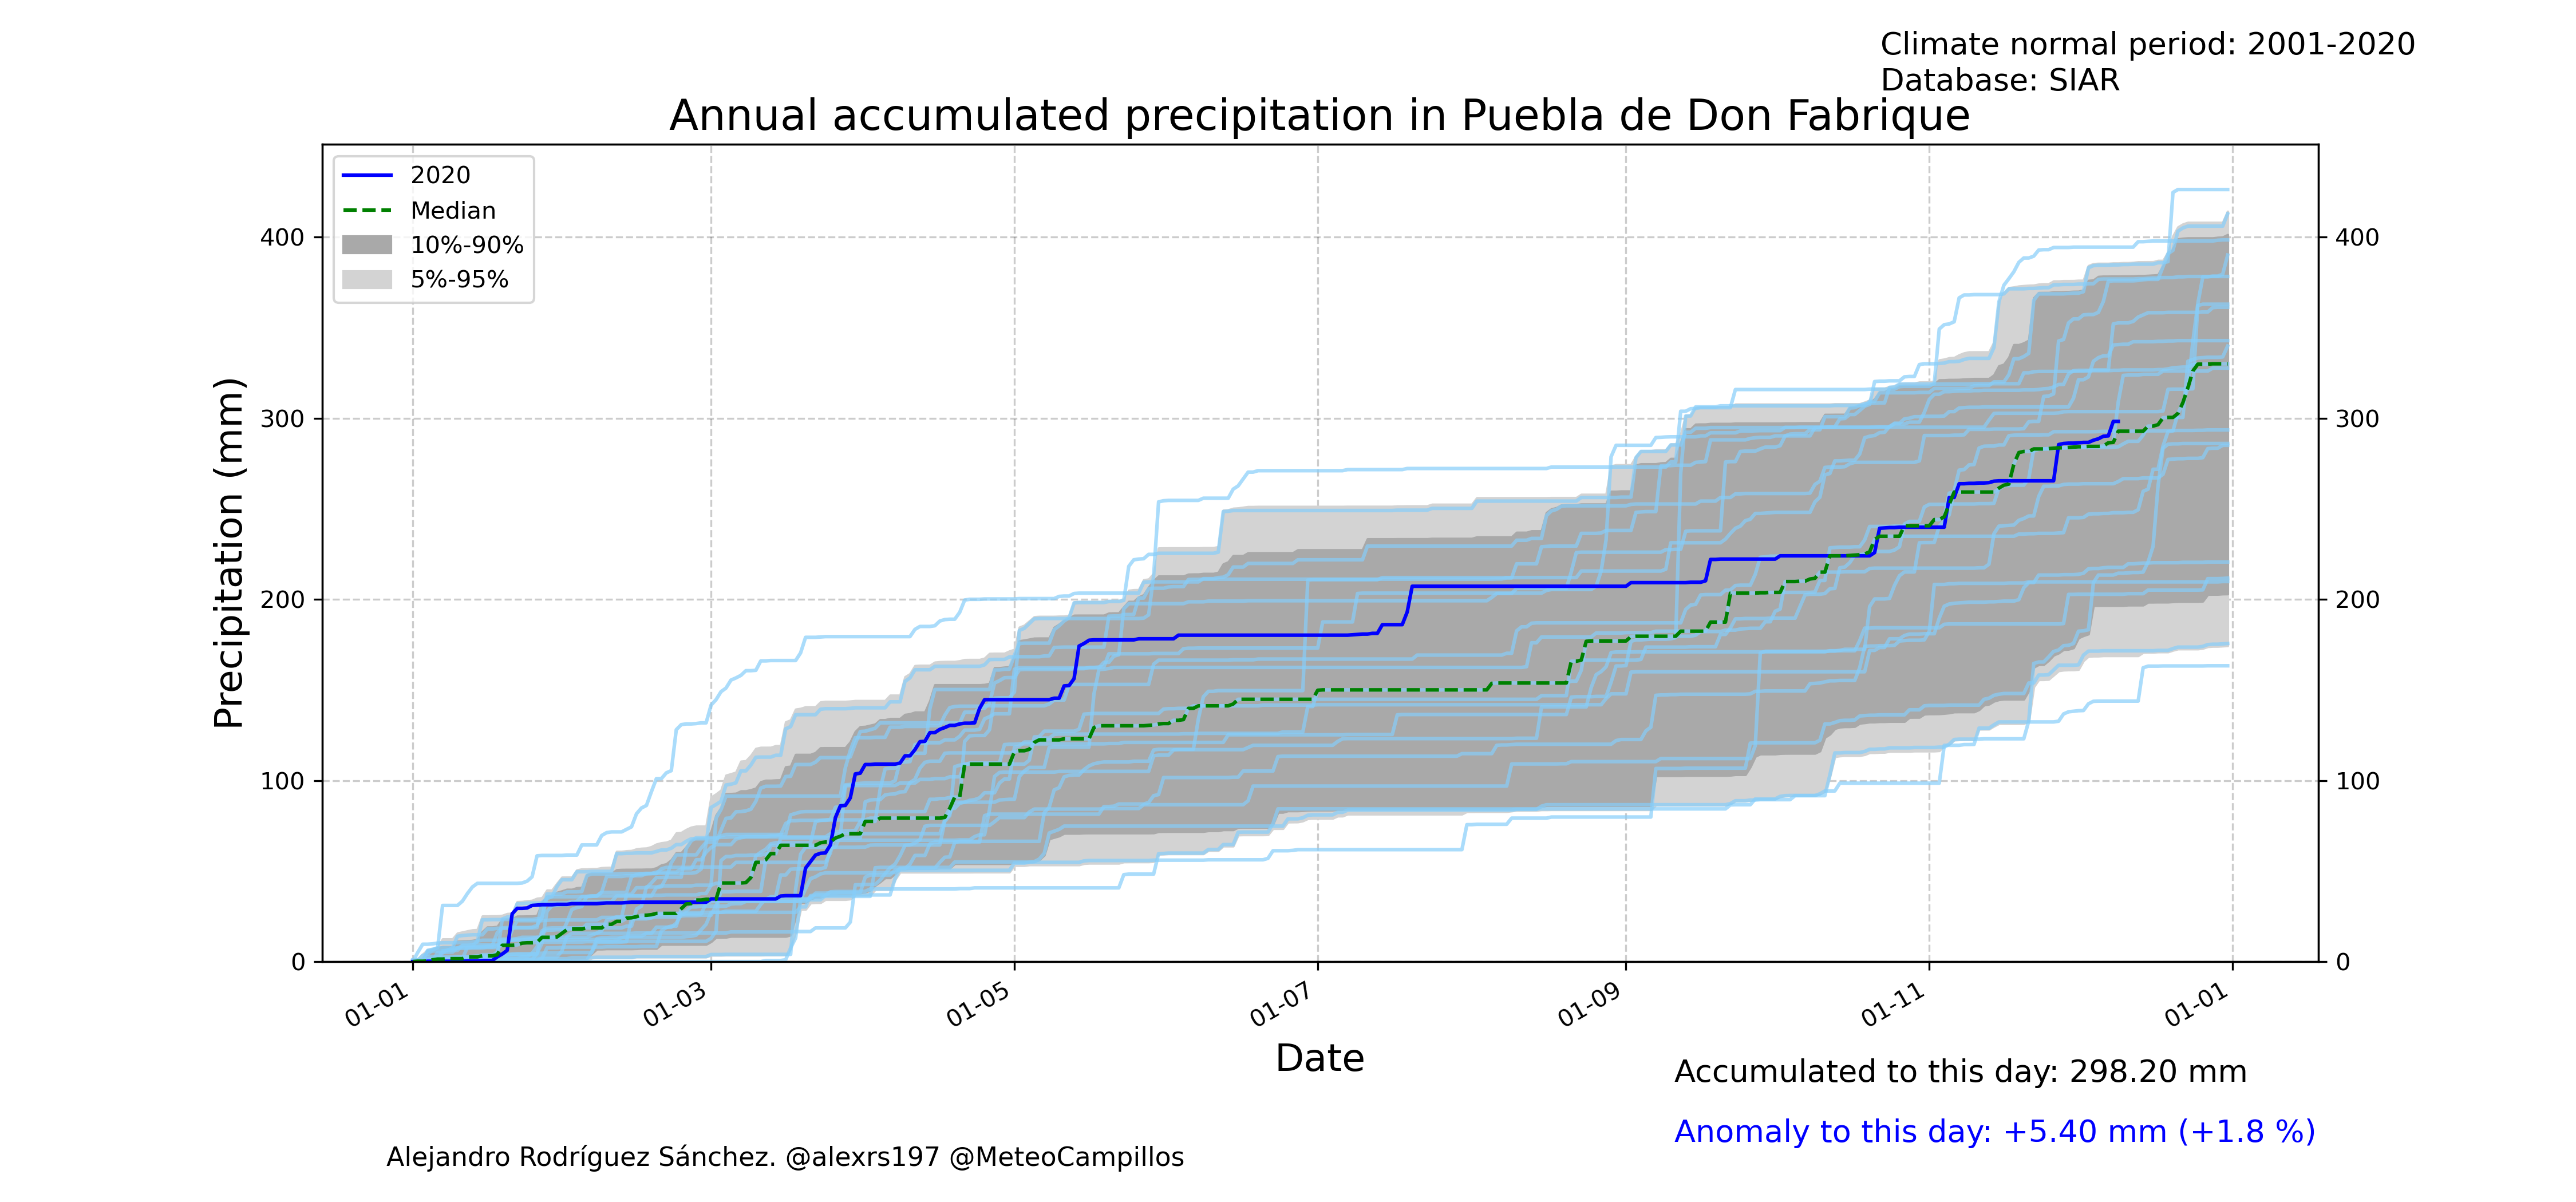 Climate normal period: 2001-2020
Database: SIAR
Annual accumulated precipitation in Puebla de Don Fabrique
2020
Median
10%-90%
5%-95%
Precipitation (mm)
400
300
200
100
0
400
300
200
100
0
01-01
01-03
01-05
01-07
01-09
01-11
01-01
Date
Accumulated to this day: 298.20 mm
Anomaly to this day: +5.40 mm (+1.8 %)
Alejandro Rodríguez Sánchez. @alexrs197 @MeteoCampillos